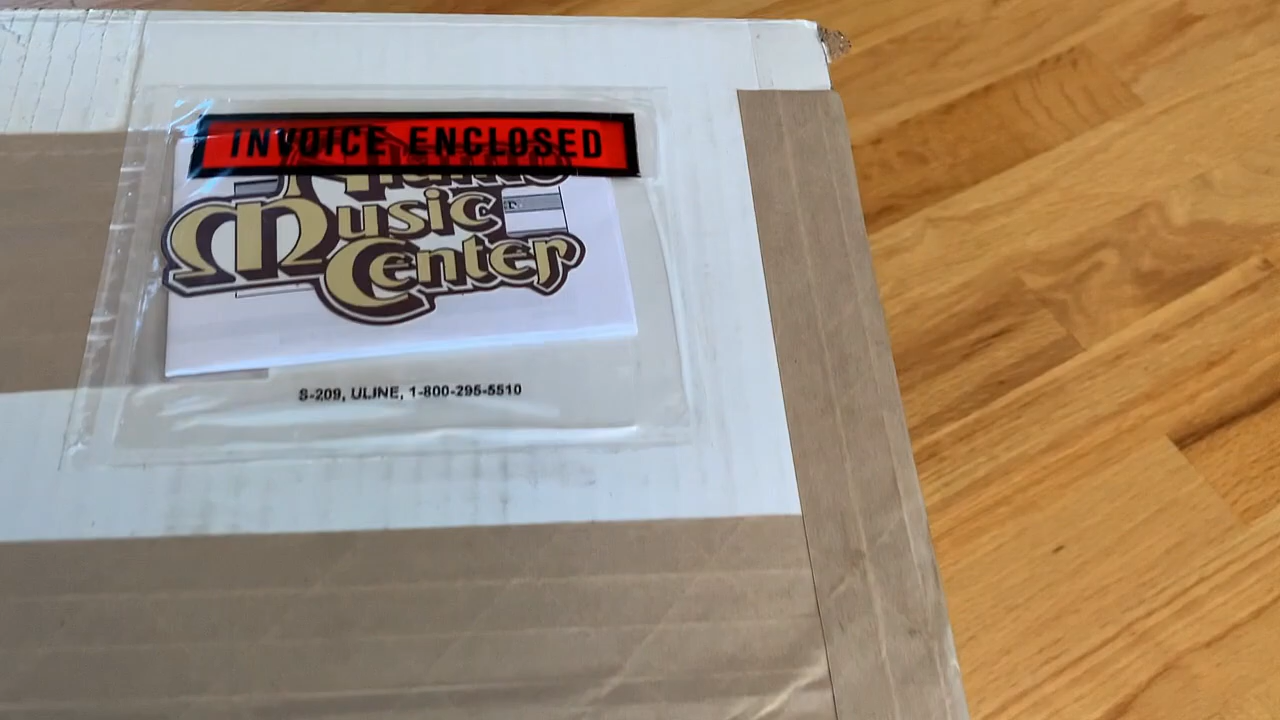 INVOICE ENCLOSED
Music
Center
S-209, ULINE, 1-800-295-5510